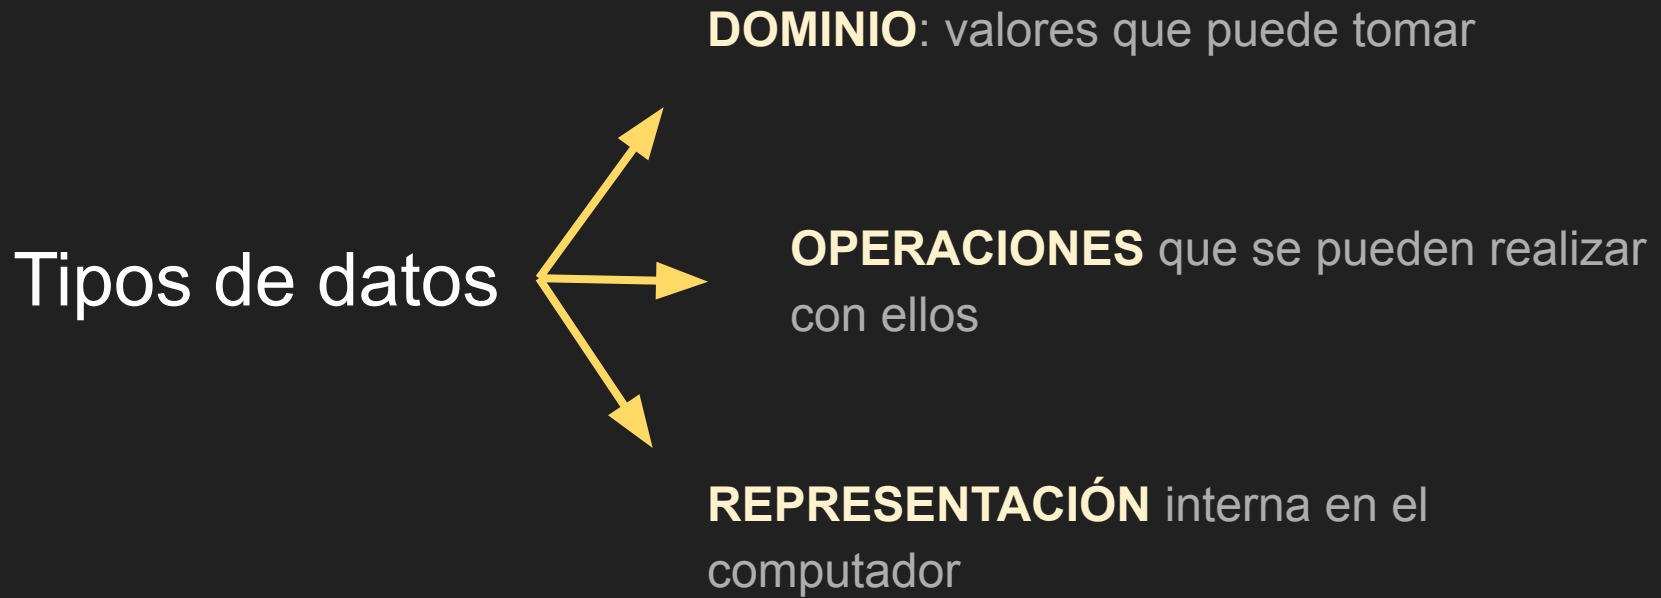 DOMINIO: valores que puede tomar
Tipos de datos
OPERACIONES que se pueden realizar
con ellos
REPRESENTACIÓN interna en el
computador